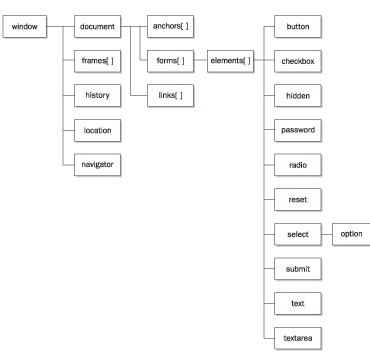 window
document
anchors[ ]
button
frames[ ]
forms[ ]
elements[ ]
checkbox
history
links[ ]
hidden
location
password
navigator
radio
reset
select
option
submit
text
textarea